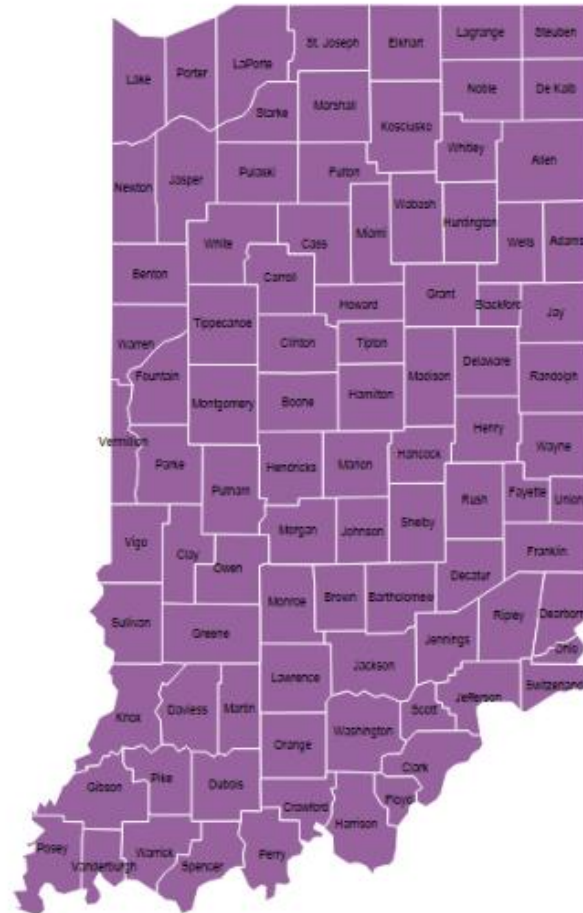 Lake
Porter
LaPorte
St. Joseph
Elkhart
Lagrange
Steuben
Noble
De Kalb
Starke
Marshall
Kosciusko
Whitley
Allen
Newton
Jasper
Pulaski
Fulton
Wabash
Huntington
Miami
White
Cass
Wells
Adams
Benton
Carroll
Howard
Grant
Blackford
Jay
Tippecanoe
Warren
Clinton
Tipton
Madison
Delaware
Randolph
Fountain
Montgomery
Boone
Hamilton
Henry
Wayne
Vermillion
Parke
Putnam
Hendricks
Marion
Hancock
Rush
Fayette
Union
Vigo
Clay
Owen
Morgan
Johnson
Shelby
Franklin
Decatur
Sullivan
Greene
Monroe
Brown
Bartholomew
Ripley
Dearborn
Jennings
Ohio
Lawrence
Jackson
Switzerland
Jefferson
Knox
Daviess
Martin
Orange
Washington
Scott
Clark
Gibson
Pike
Dubois
Crawford
Floyd
Harrison
Posey
Vanderburgh
Warrick
Spencer
Perry